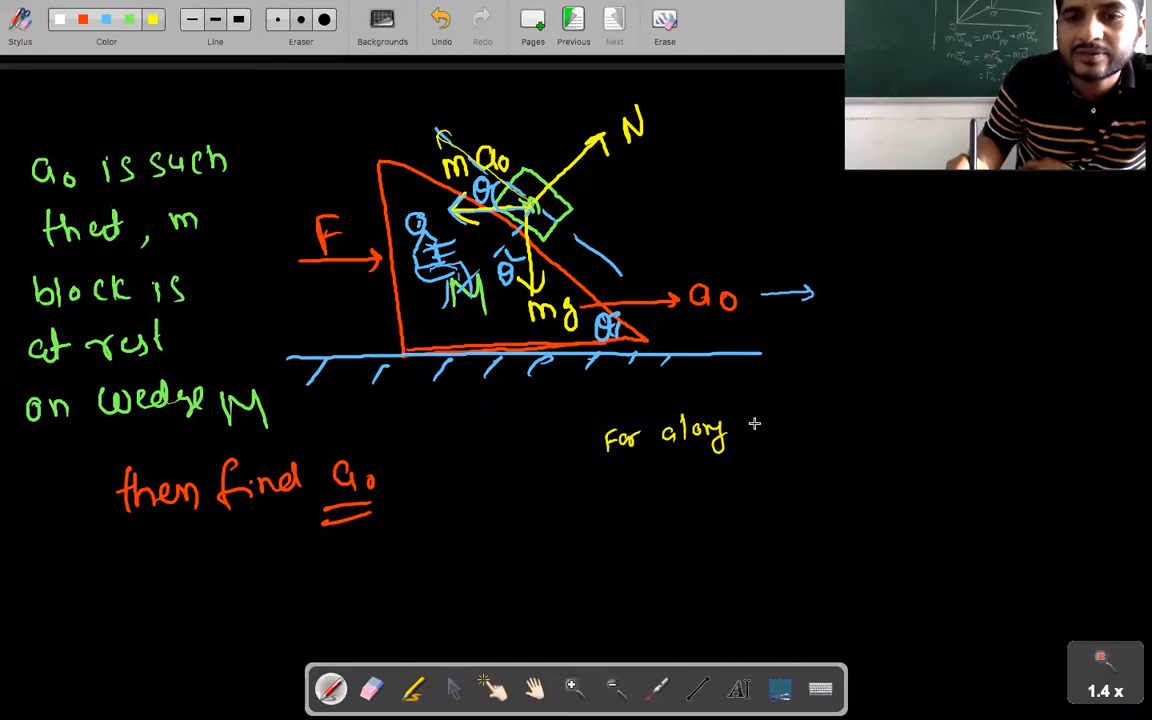 Stylus
Color
Line
Eraser
Backgrounds
Undo
Redo
Pages
Previous
Next
Erase
a₀ is such
that, m
block is
at rest
on wedge M
then find a₀
F
m a₀
θ
N
m
θ
M
mg
a₀
θ
For along
1.4 x